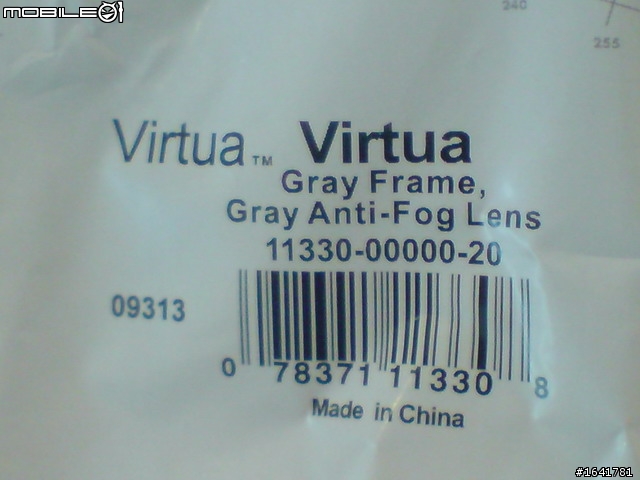 MOBILE01
240
255
Virtua™ Virtua
Gray Frame,
Gray Anti-Fog Lens
11330-00000-20
09313
0 78371 11330 8
Made in China
#1641781